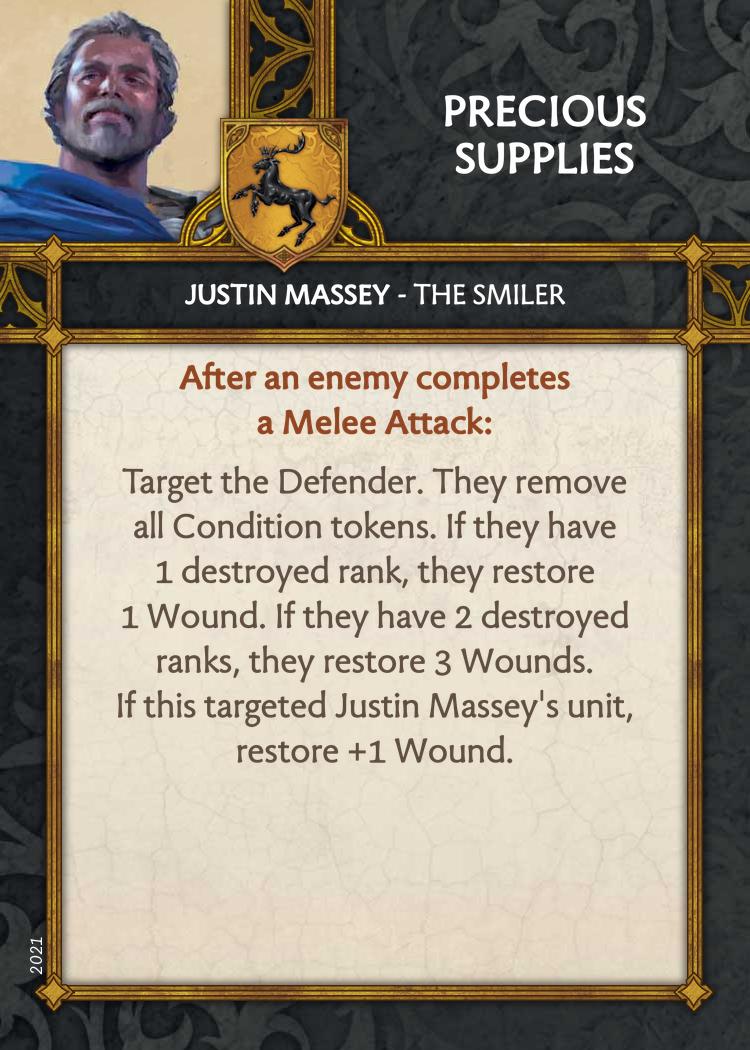 PRECIOUS
SUPPLIES
JUSTIN MASSEY - THE SMILER
After an enemy completes
a Melee Attack:
Target the Defender. They remove
all Condition tokens. If they have
1 destroyed rank, they restore
1 Wound. If they have 2 destroyed
ranks, they restore 3 Wounds.
If this targeted Justin Massey's unit,
restore +1 Wound.
2021